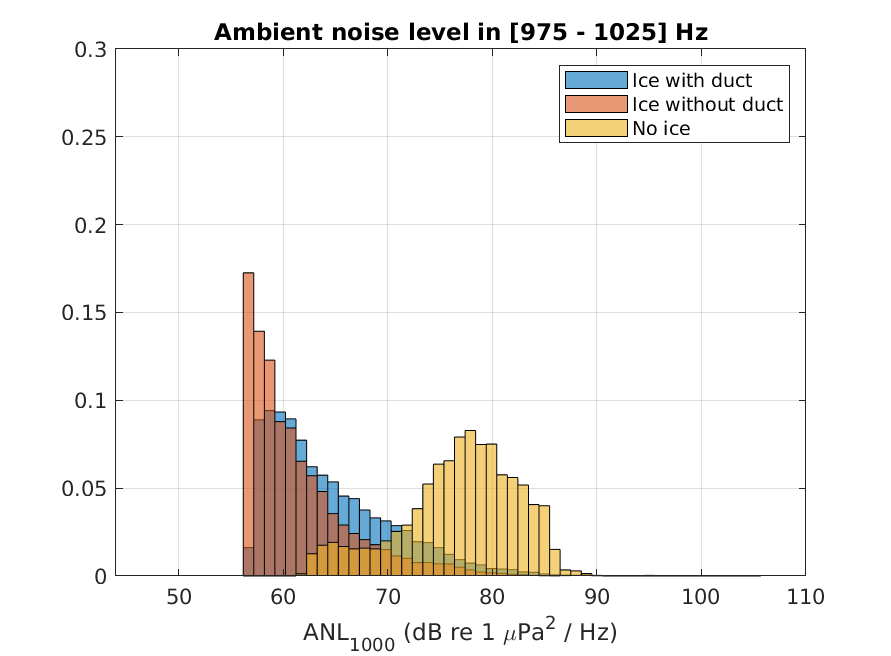 Ambient noise level in [975 - 1025] Hz
0.3
0.25
0.2
0.15
0.1
0.05
0
Ice with duct
Ice without duct
No ice
50 60 70 80 90 100 110
ANL₁₀₀₀ (dB re 1 μPa² / Hz)